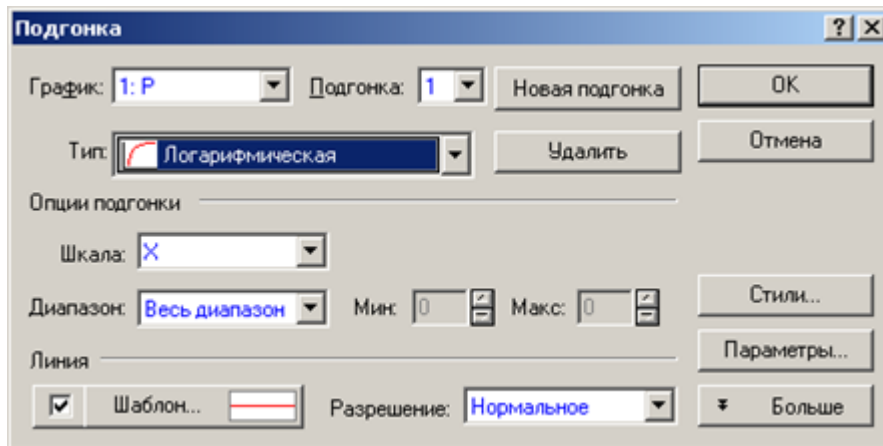 Подгонка
График: 1: P Подгонка: 1 Новая подгонка OK
Тип: Логарифмическая Удалить Отмена
Опции подгонки
Шкала: X
Диапазон: Весь диапазон Мин: 0 Макс: 0 Стили...
Линия Параметры...
Шаблон... Разрешение: Нормальное Больше